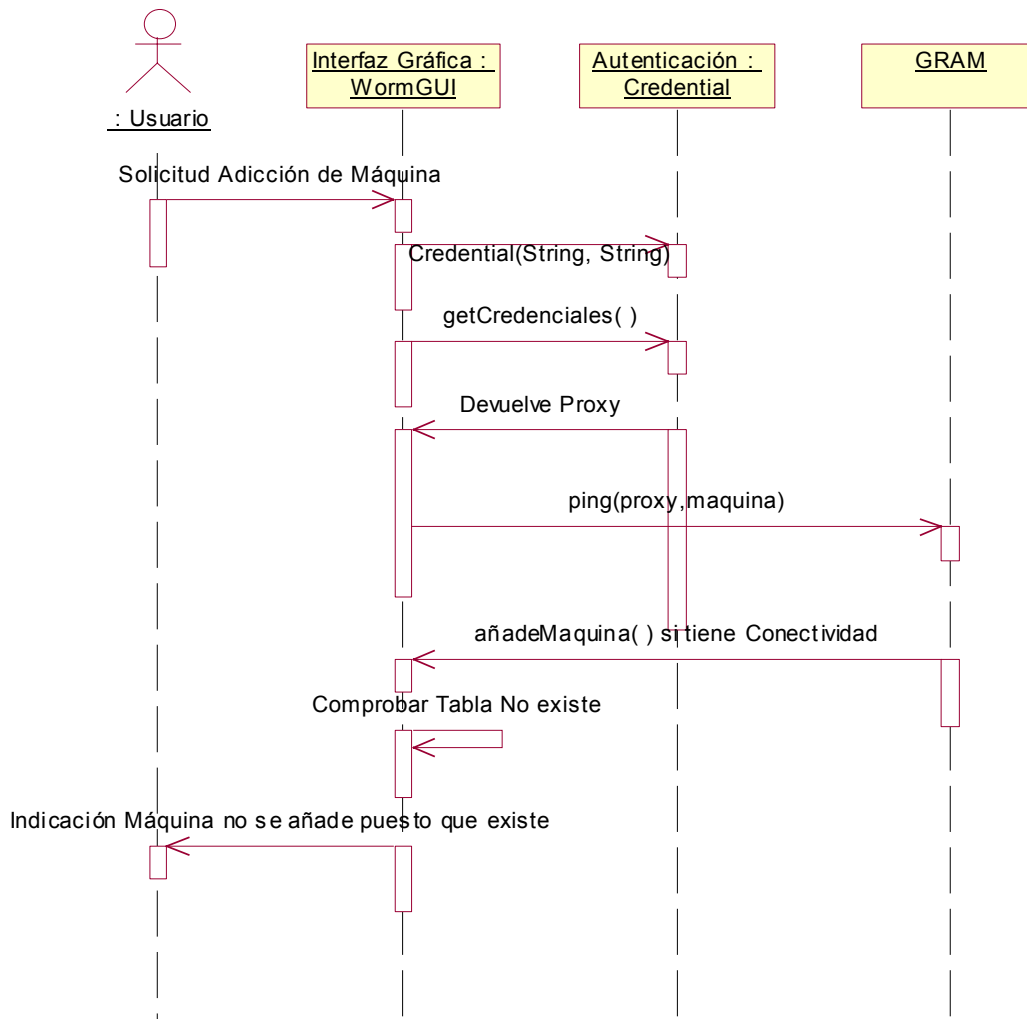 Interfaz Gráfica :
WormGUI
Autenticación :
Credential
GRAM
: Usuario
Solicitud Adicción de Máquina
Credential(String, String)
getCredenciales( )
Devuelve Proxy
ping(proxy,maquina)
añadeMaquina( ) si tiene Conectividad
Comprobar Tabla No existe
Indicación Máquina no se añade puesto que existe